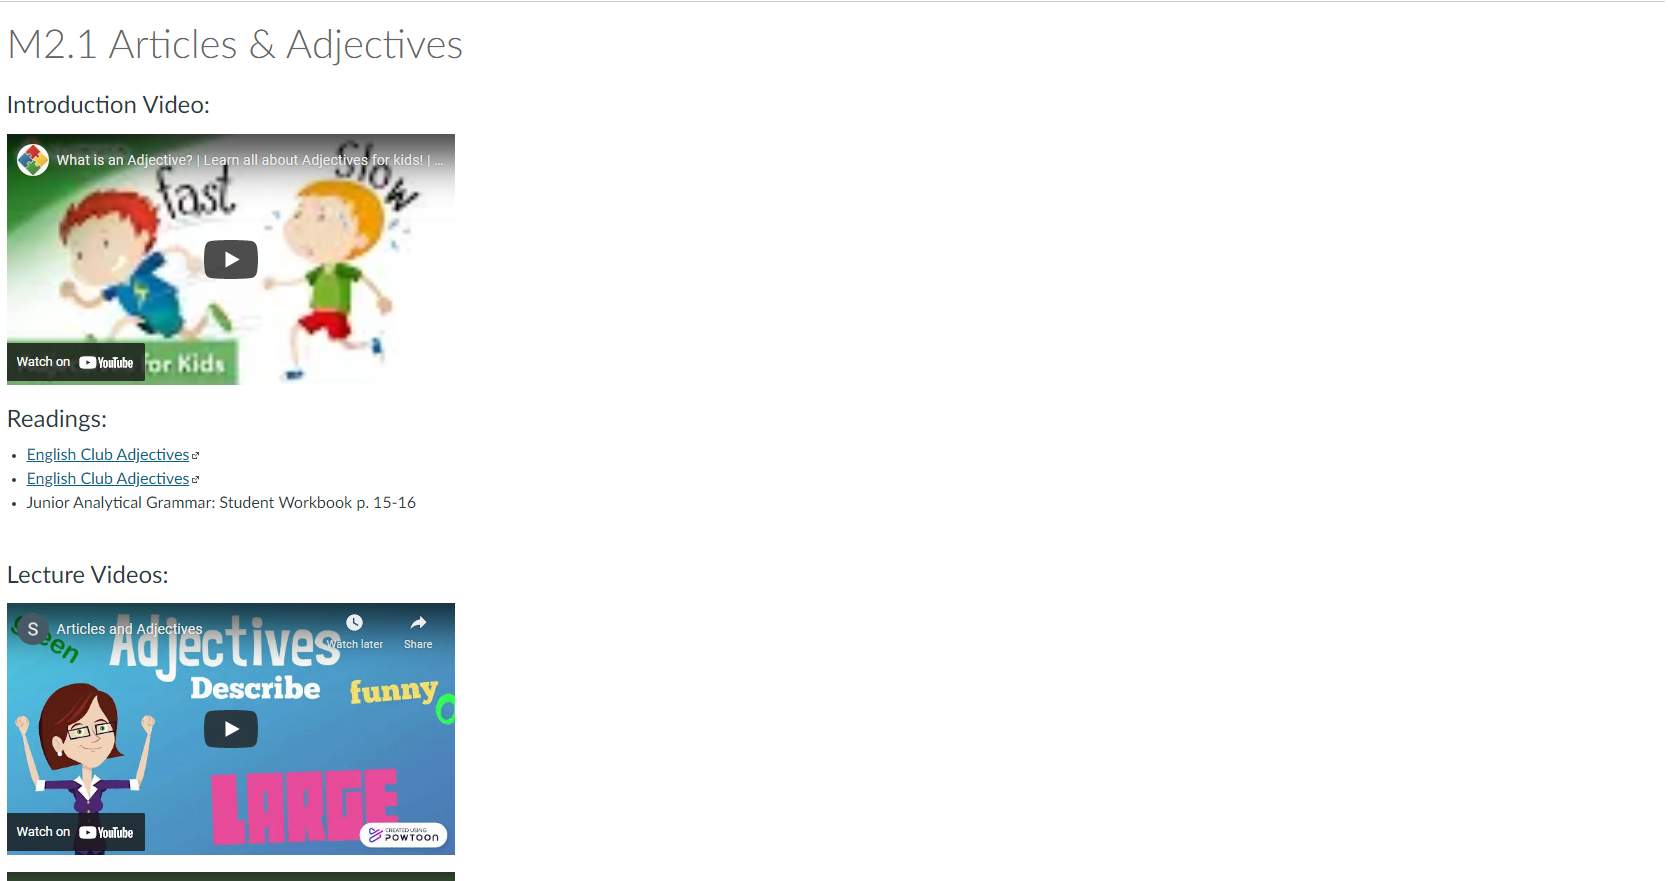 M2.1 Articles & Adjectives
Introduction Video:
What is an Adjective? | Learn all about Adjectives for kids! | ...
fast
Slow
Watch on YouTube
for Kids
Readings:
• English Club Adjectives
• English Club Adjectives
• Junior Analytical Grammar: Student Workbook p. 15-16
Lecture Videos:
S
Articles and Adjectives
Watch later
Share
Adjectives
Describe
funny
LARGE
Watch on YouTube
CREATED USING
POWTOON